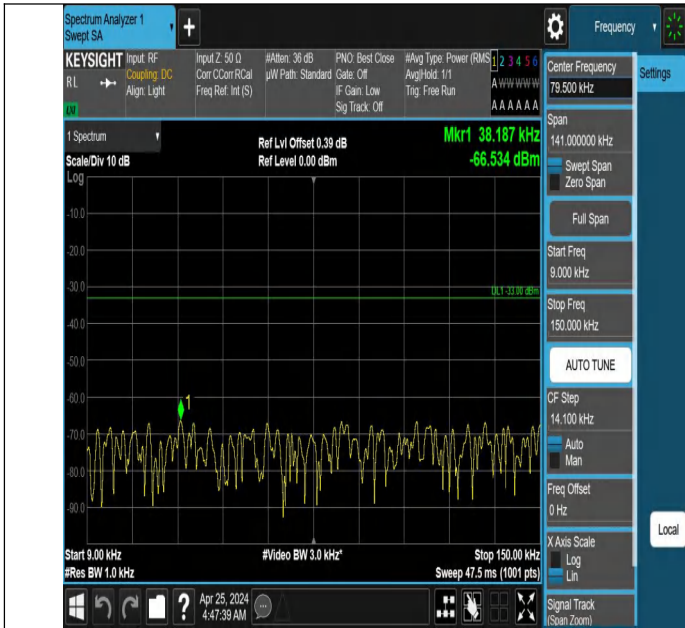 Spectrum Analyzer 1
Swept SA
+
Frequency
KEYSIGHT
RL
Input: RF
Coupling: DC
Align: Light
Input Z: 50 Ω
Corr CCorr RCal
Freq Ref: Int (S)
#Atten: 36 dB
µW Path: Standard
PNO: Best Close
Gate: Off
IF Gain: Low
Sig Track: Off
#Avg Type: Power (RMS
Avg|Hold: 1/1
Trig: Free Run
1 2 3 4 5 6
A W W W W W
A A A A A A
1 Spectrum
Scale/Div 10 dB
Ref Lvl Offset 0.39 dB
Ref Level 0.00 dBm
Mkr1 38.187 kHz
-66.534 dBm
Log
-10.0
-20.0
-30.0
DL1 -33.00 dBm
-40.0
-50.0
-60.0
1
-70.0
-80.0
-90.0
Start 9.00 kHz
#Video BW 3.0 kHz*
Stop 150.00 kHz
#Res BW 1.0 kHz
Sweep 47.5 ms (1001 pts)
?
Apr 25, 2024
4:47:39 AM
Center Frequency
79.500 kHz
Settings
Span
141.000000 kHz
Swept Span
Zero Span
Full Span
Start Freq
9.000 kHz
Stop Freq
150.000 kHz
AUTO TUNE
CF Step
14.100 kHz
Auto
Man
Freq Offset
0 Hz
Local
X Axis Scale
Log
Lin
Signal Track
(Span Zoom)